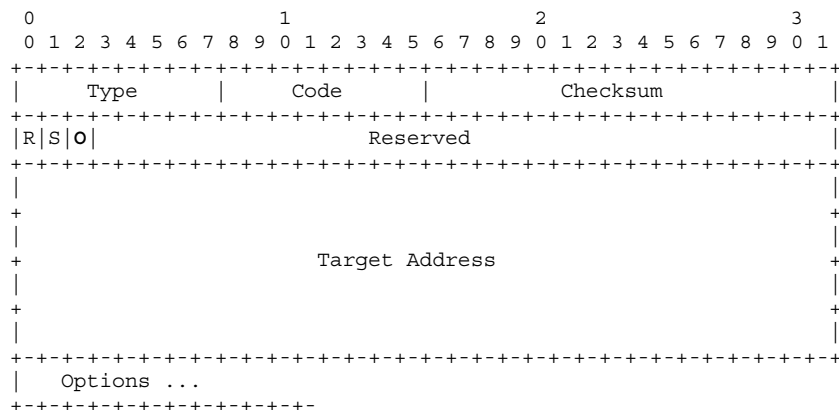 0                   1                   2                   3
 0 1 2 3 4 5 6 7 8 9 0 1 2 3 4 5 6 7 8 9 0 1 2 3 4 5 6 7 8 9 0 1
+-+-+-+-+-+-+-+-+-+-+-+-+-+-+-+-+-+-+-+-+-+-+-+-+-+-+-+-+-+-+-+-+
|     Type      |     Code      |          Checksum             |
+-+-+-+-+-+-+-+-+-+-+-+-+-+-+-+-+-+-+-+-+-+-+-+-+-+-+-+-+-+-+-+-+
|R|S|O|                     Reserved                            |
+-+-+-+-+-+-+-+-+-+-+-+-+-+-+-+-+-+-+-+-+-+-+-+-+-+-+-+-+-+-+-+-+
|                                                               |
+                                                               +
|                                                               |
+                       Target Address                          +
|                                                               |
+                                                               +
|                                                               |
+-+-+-+-+-+-+-+-+-+-+-+-+-+-+-+-+-+-+-+-+-+-+-+-+-+-+-+-+-+-+-+-+
|   Options ...
+-+-+-+-+-+-+-+-+-+-+-+-